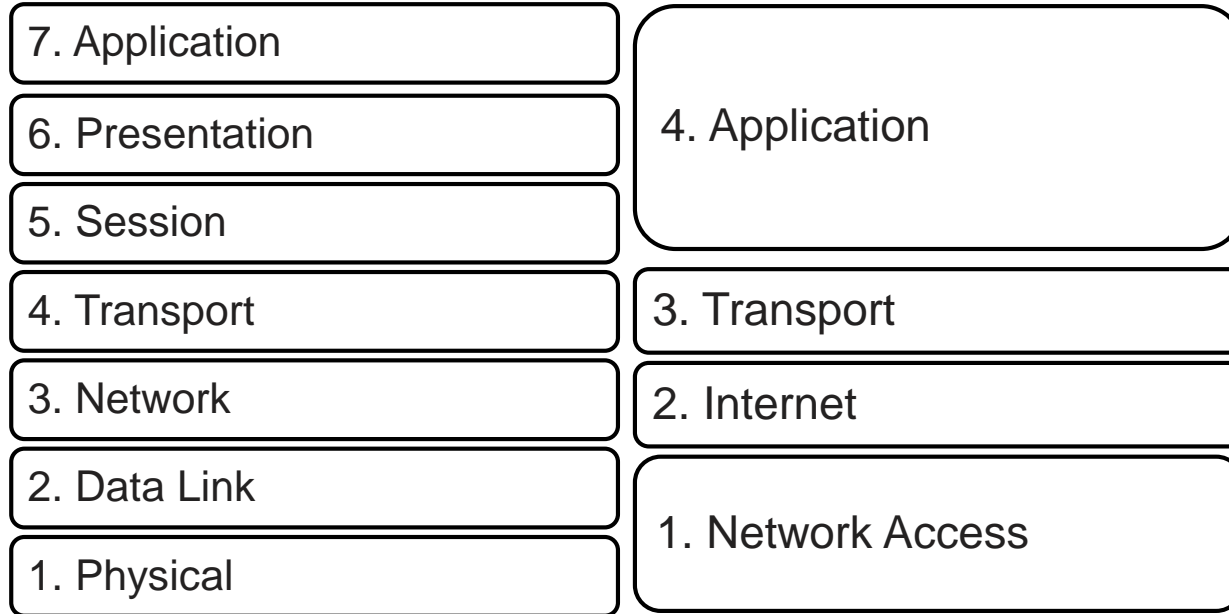 7. Application
6. Presentation
5. Session
4. Transport
3. Network
2. Data Link
1. Physical
4. Application
3. Transport
2. Internet
1. Network Access